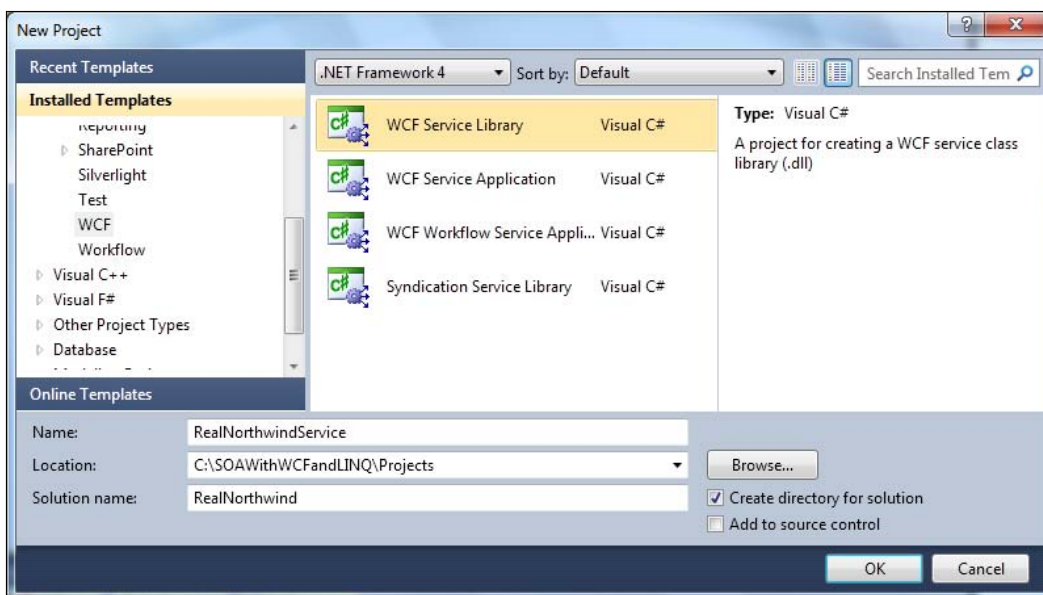 New Project
Recent Templates
Installed Templates
Reporting
SharePoint
Silverlight
Test
WCF
Workflow
Visual C++
Visual F#
Other Project Types
Database
Online Templates
.NET Framework 4
Sort by:
Default
Search Installed Tem
WCF Service Library Visual C#
WCF Service Application Visual C#
WCF Workflow Service Appli... Visual C#
Syndication Service Library Visual C#
Type: Visual C#
A project for creating a WCF service class
library (.dll)
Name: RealNorthwindService
Location: C:\SOAWithWCFandLINQ\Projects
Browse...
Solution name: RealNorthwind
Create directory for solution
Add to source control
OK
Cancel